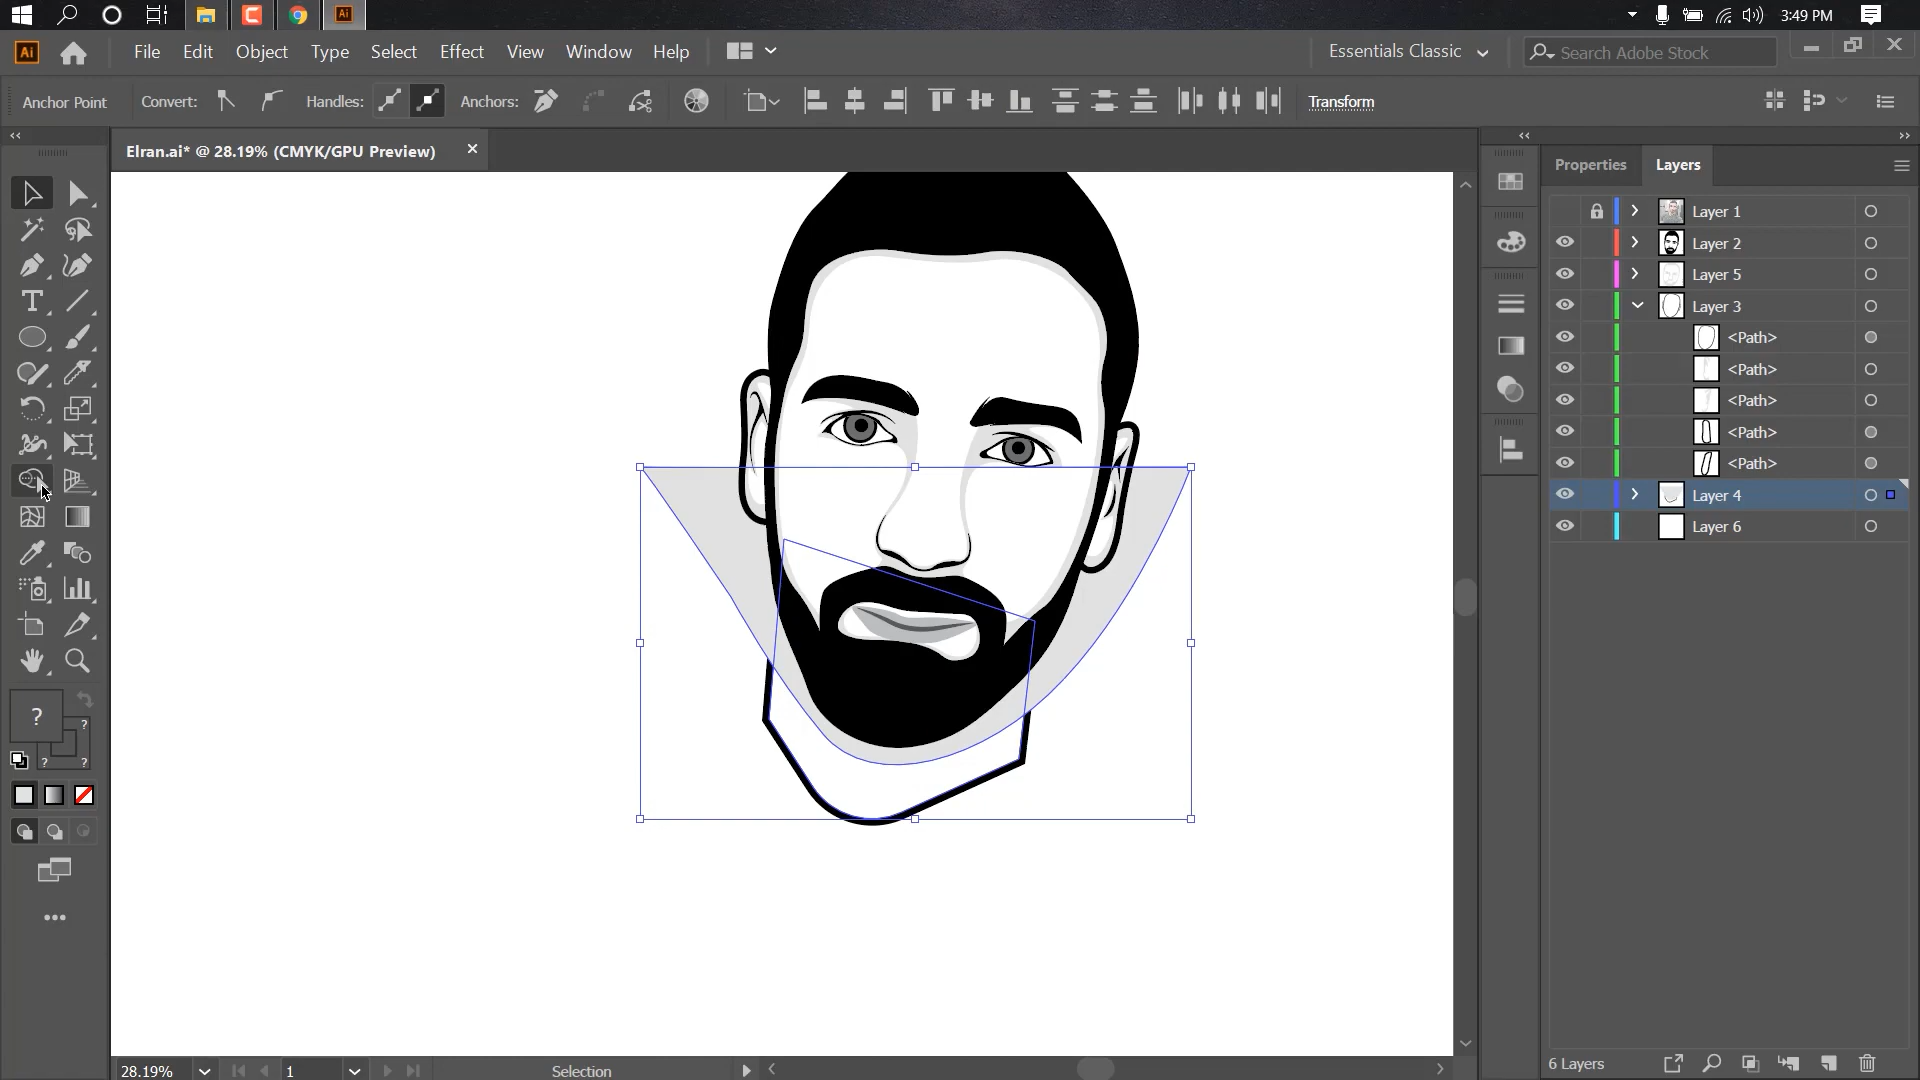 3:49 PM
Ai
File Edit Object Type Select Effect View Window Help
Essentials Classic
Search Adobe Stock
Anchor Point
Convert:
Handles:
Anchors:
Transform
Elran.ai* @ 28.19% (CMYK/GPU Preview)
Properties
Layers
Layer 1
Layer 2
Layer 5
Layer 3
<Path>
<Path>
<Path>
<Path>
<Path>
Layer 4
Layer 6
?
?
?
?
28.19%
1
Selection
6 Layers